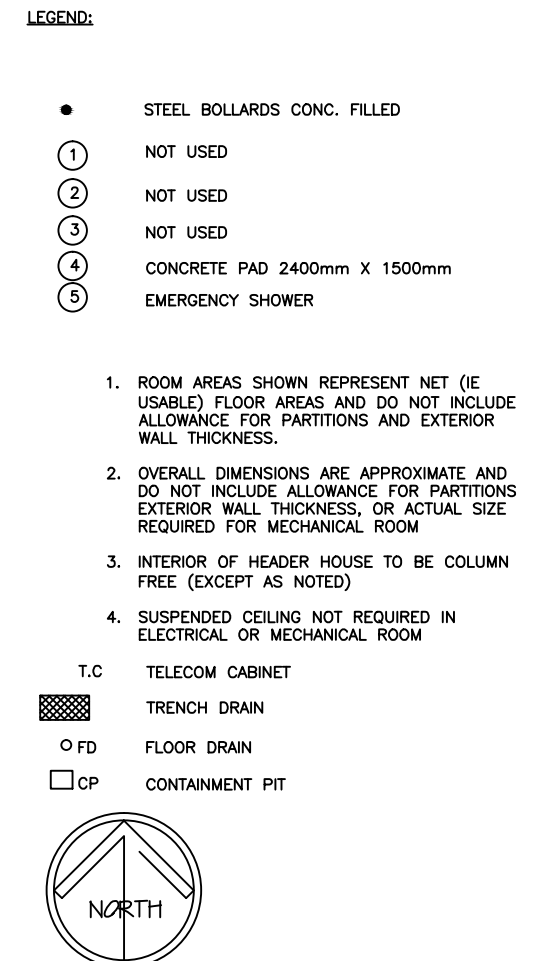 LEGEND:
STEEL BOLLARDS CONC. FILLED
1 NOT USED
2 NOT USED
3 NOT USED
4 CONCRETE PAD 2400mm X 1500mm
5 EMERGENCY SHOWER
1. ROOM AREAS SHOWN REPRESENT NET (IE
USABLE) FLOOR AREAS AND DO NOT INCLUDE
ALLOWANCE FOR PARTITIONS AND EXTERIOR
WALL THICKNESS.
2. OVERALL DIMENSIONS ARE APPROXIMATE AND
DO NOT INCLUDE ALLOWANCE FOR PARTITIONS
EXTERIOR WALL THICKNESS, OR ACTUAL SIZE
REQUIRED FOR MECHANICAL ROOM
3. INTERIOR OF HEADER HOUSE TO BE COLUMN
FREE (EXCEPT AS NOTED)
4. SUSPENDED CEILING NOT REQUIRED IN
ELECTRICAL OR MECHANICAL ROOM
T.C TELECOM CABINET
TRENCH DRAIN
FD FLOOR DRAIN
CP CONTAINMENT PIT
NORTH